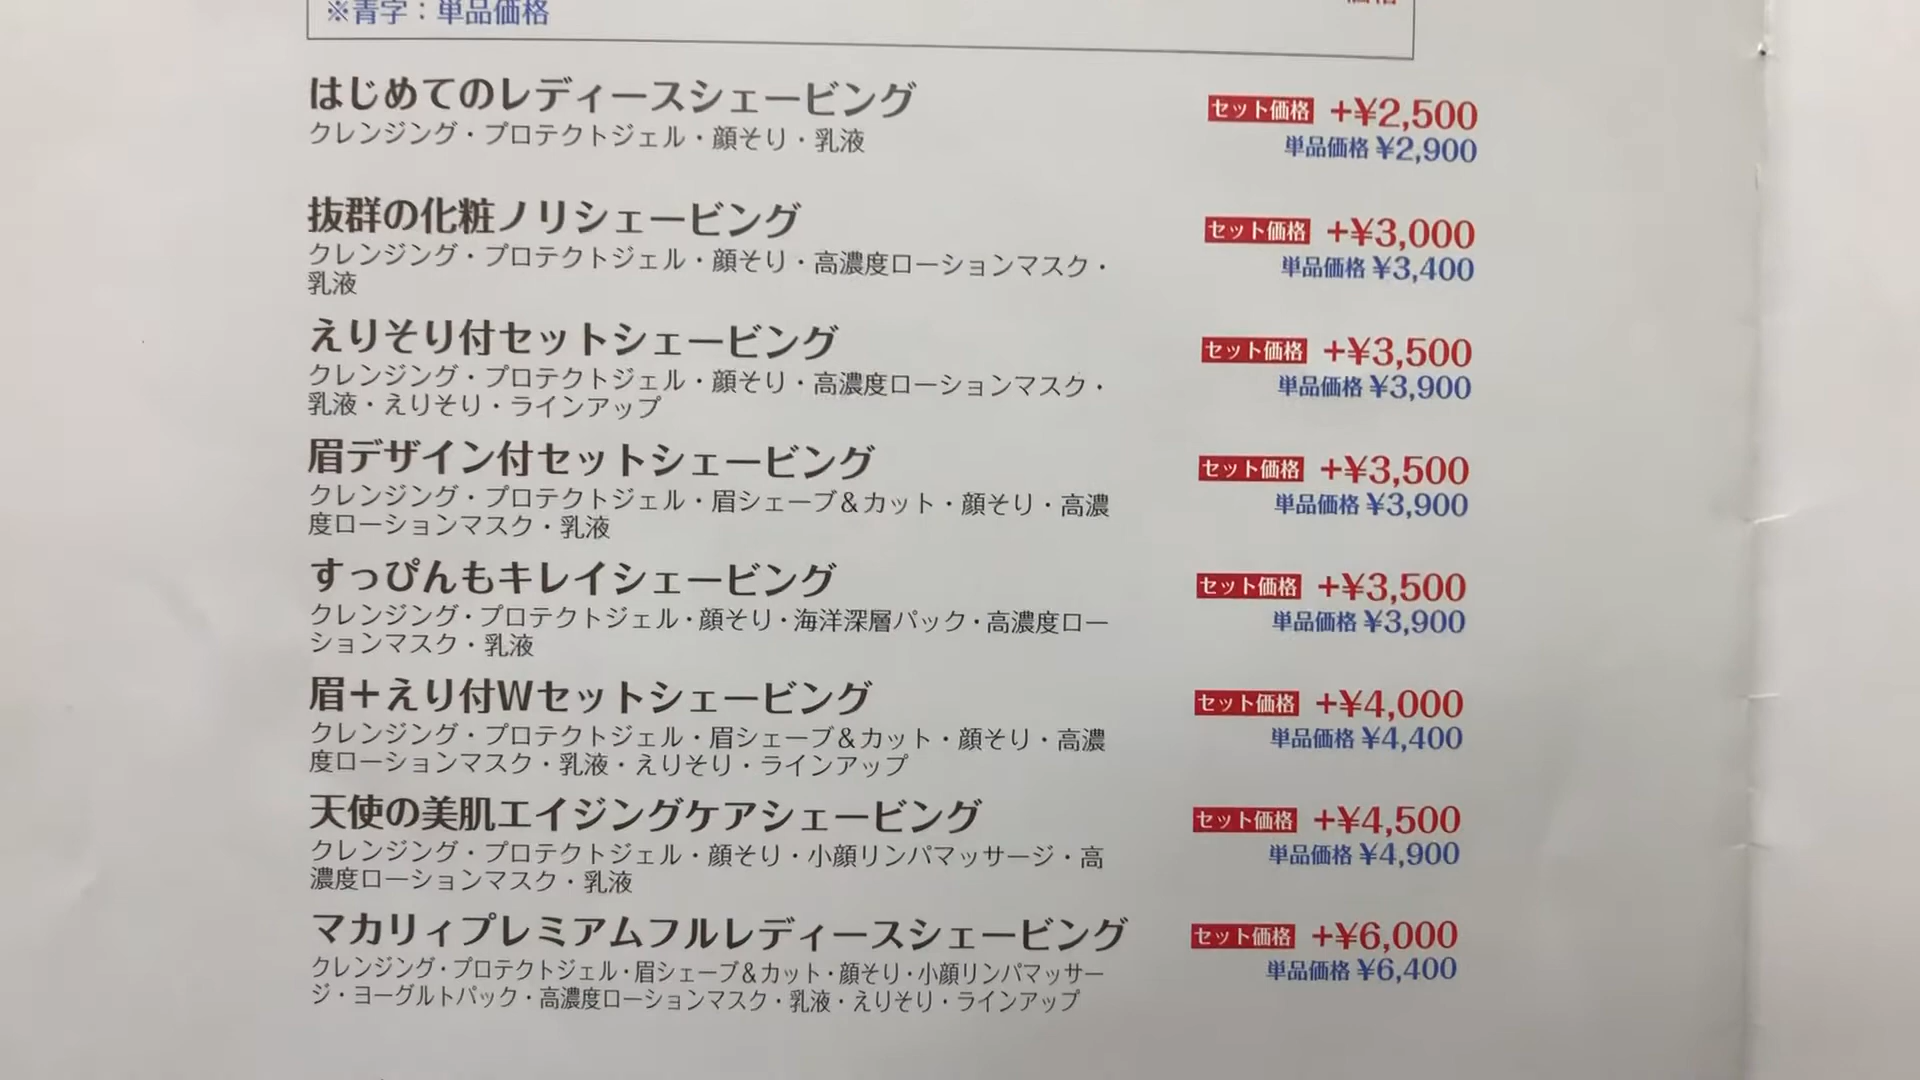 ※青字：単品価格
価格
はじめてのレディースシェービング
クレンジング・プロテクトジェル・顔そり・乳液
セット価格 +¥2,500
単品価格 ¥2,900
抜群の化粧ノリシェービング
クレンジング・プロテクトジェル・顔そり・高濃度ローションマスク・
乳液
セット価格 +¥3,000
単品価格 ¥3,400
えりそり付セットシェービング
クレンジング・プロテクトジェル・顔そり・高濃度ローションマスク・
乳液・えりそり・ラインアップ
セット価格 +¥3,500
単品価格 ¥3,900
眉デザイン付セットシェービング
クレンジング・プロテクトジェル・眉シェーブ＆カット・顔そり・高濃
度ローションマスク・乳液
セット価格 +¥3,500
単品価格 ¥3,900
すっぴんもキレイシェービング
クレンジング・プロテクトジェル・顔そり・海洋深層パック・高濃度ロー
ションマスク・乳液
セット価格 +¥3,500
単品価格 ¥3,900
眉＋えり付Wセットシェービング
クレンジング・プロテクトジェル・眉シェーブ＆カット・顔そり・高濃
度ローションマスク・乳液・えりそり・ラインアップ
セット価格 +¥4,000
単品価格 ¥4,400
天使の美肌エイジングケアシェービング
クレンジング・プロテクトジェル・顔そり・小顔リンパマッサージ・高
濃度ローションマスク・乳液
セット価格 +¥4,500
単品価格 ¥4,900
マカリィプレミアムフルレディースシェービング
クレンジング・プロテクトジェル・眉シェーブ＆カット・顔そり・小顔リンパマッサー
ジ・ヨーグルトパック・高濃度ローションマスク・乳液・えりそり・ラインアップ
セット価格 +¥6,000
単品価格 ¥6,400